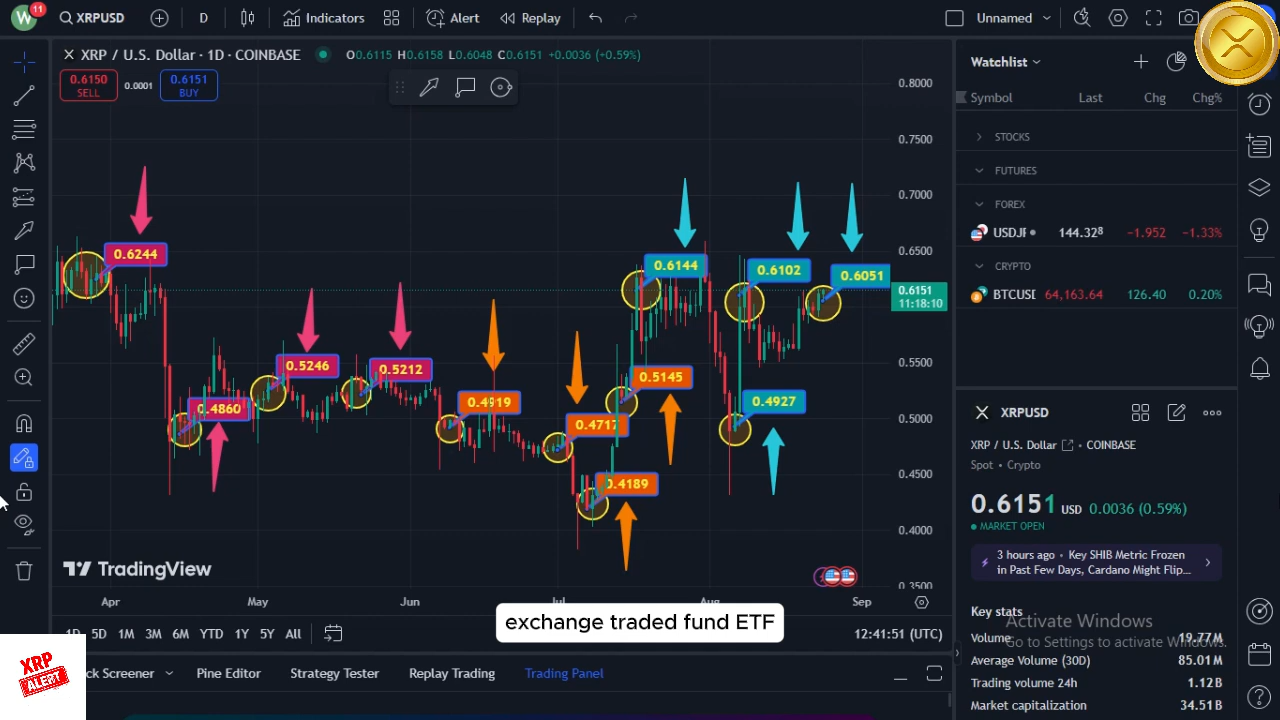 W
11
XRPUSD
D
Indicators
Alert
Replay
Unnamed
XRP / U.S. Dollar · 1D · COINBASE
O0.6115 H0.6158 L0.6048 C0.6151 +0.0036 (+0.59%)
0.6150
SELL
0.0001
0.6151
BUY
0.8000
0.7500
0.7000
0.6500
0.6151
11:18:10
0.5500
0.5000
0.4500
0.4000
0.3500
0.6244
0.4860
0.5246
0.5212
0.4919
0.4717
0.4189
0.5145
0.6144
0.6102
0.4927
0.6051
TradingView
Apr
May
Jun
Jul
Aug
Sep
exchange traded fund ETF
1D 5D 1M 3M 6M YTD 1Y 5Y All
12:41:51 (UTC)
ck Screener
Pine Editor
Strategy Tester
Replay Trading
Trading Panel
XRP
ALERT
Watchlist
Symbol Last Chg Chg%
STOCKS
FUTURES
FOREX
USDJF 144.328 −1.952 −1.33%
CRYPTO
BTCUSI 64,163.64 126.40 0.20%
XRPUSD
XRP / U.S. Dollar COINBASE
Spot • Crypto
0.6151 USD 0.0036 (0.59%)
MARKET OPEN
3 hours ago • Key SHIB Metric Frozen
in Past Few Days, Cardano Might Flip...
Key stats
Activate Windows
Go to Settings to activate Windows.
Volume 19.77M
Average Volume (30D) 85.01M
Trading volume 24h 1.12B
Market capitalization 34.51B